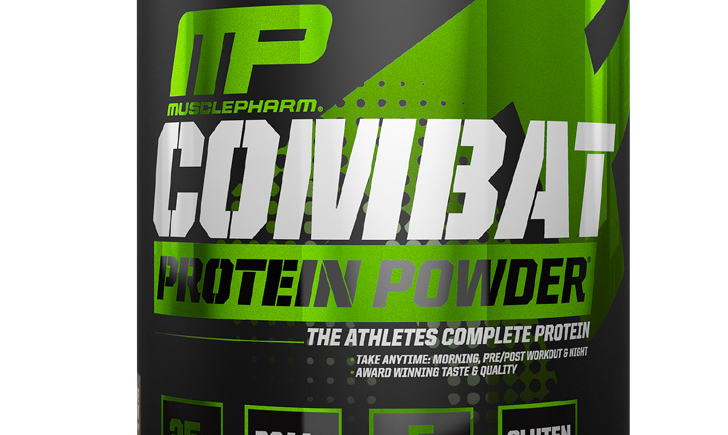 MP
MUSCLEPHARM®
COMBAT
PROTEIN POWDER®
THE ATHLETES COMPLETE PROTEIN
• TAKE ANYTIME: MORNING, PRE/POST WORKOUT & NIGHT
• AWARD WINNING TASTE & QUALITY